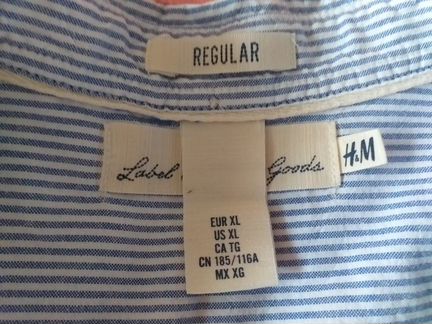 REGULAR
Label Goods
H&M
EUR XL
US XL
CA TG
CN 185/116A
MX XG